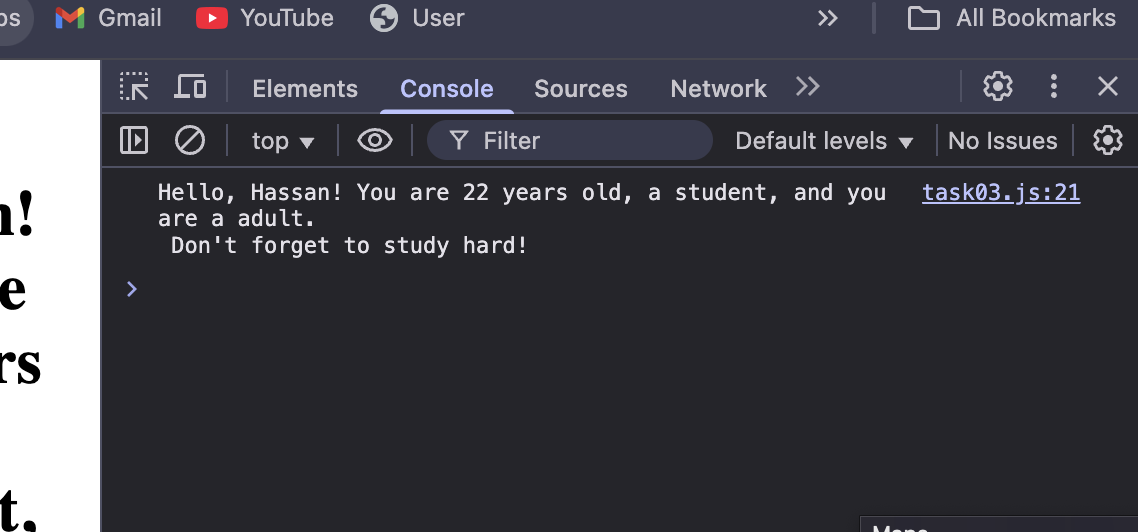 Gmail YouTube User All Bookmarks
Elements Console Sources Network
top Filter Default levels No Issues
Hello, Hassan! You are 22 years old, a student, and you task03.js:21
are a adult.
Don't forget to study hard!
n!
e
rs
t,